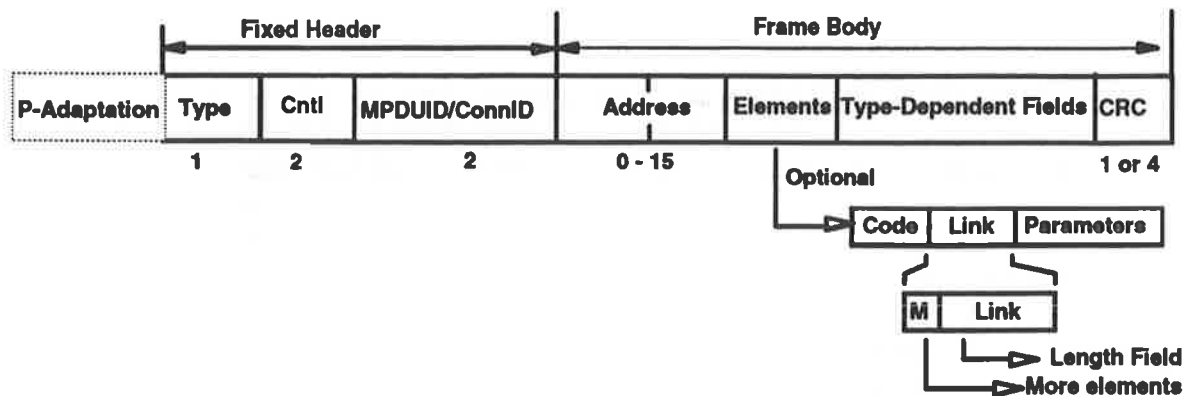 Fixed Header
Frame Body
P-Adaptation Type Cntl MPDUID/ConnID Address Elements Type-Dependent Fields CRC
1 2 2 0 - 15 1 or 4
Optional
Code Link Parameters
M Link
Length Field
More elements